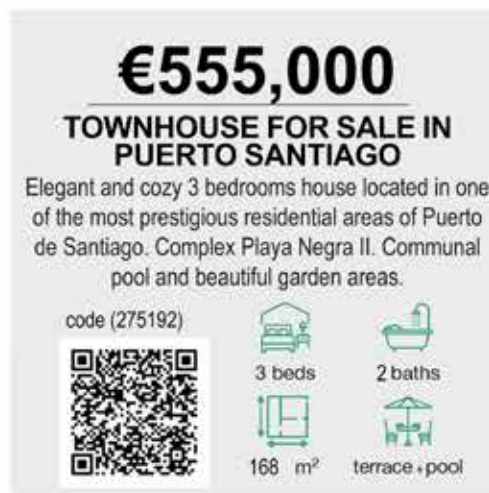 €555,000
TOWNHOUSE FOR SALE IN
PUERTO SANTIAGO
Elegant and cozy 3 bedrooms house located in one
of the most prestigious residential areas of Puerto
de Santiago. Complex Playa Negra II. Communal
pool and beautiful garden areas.
code (275192)
3 beds
2 baths
168 m²
terrace + pool